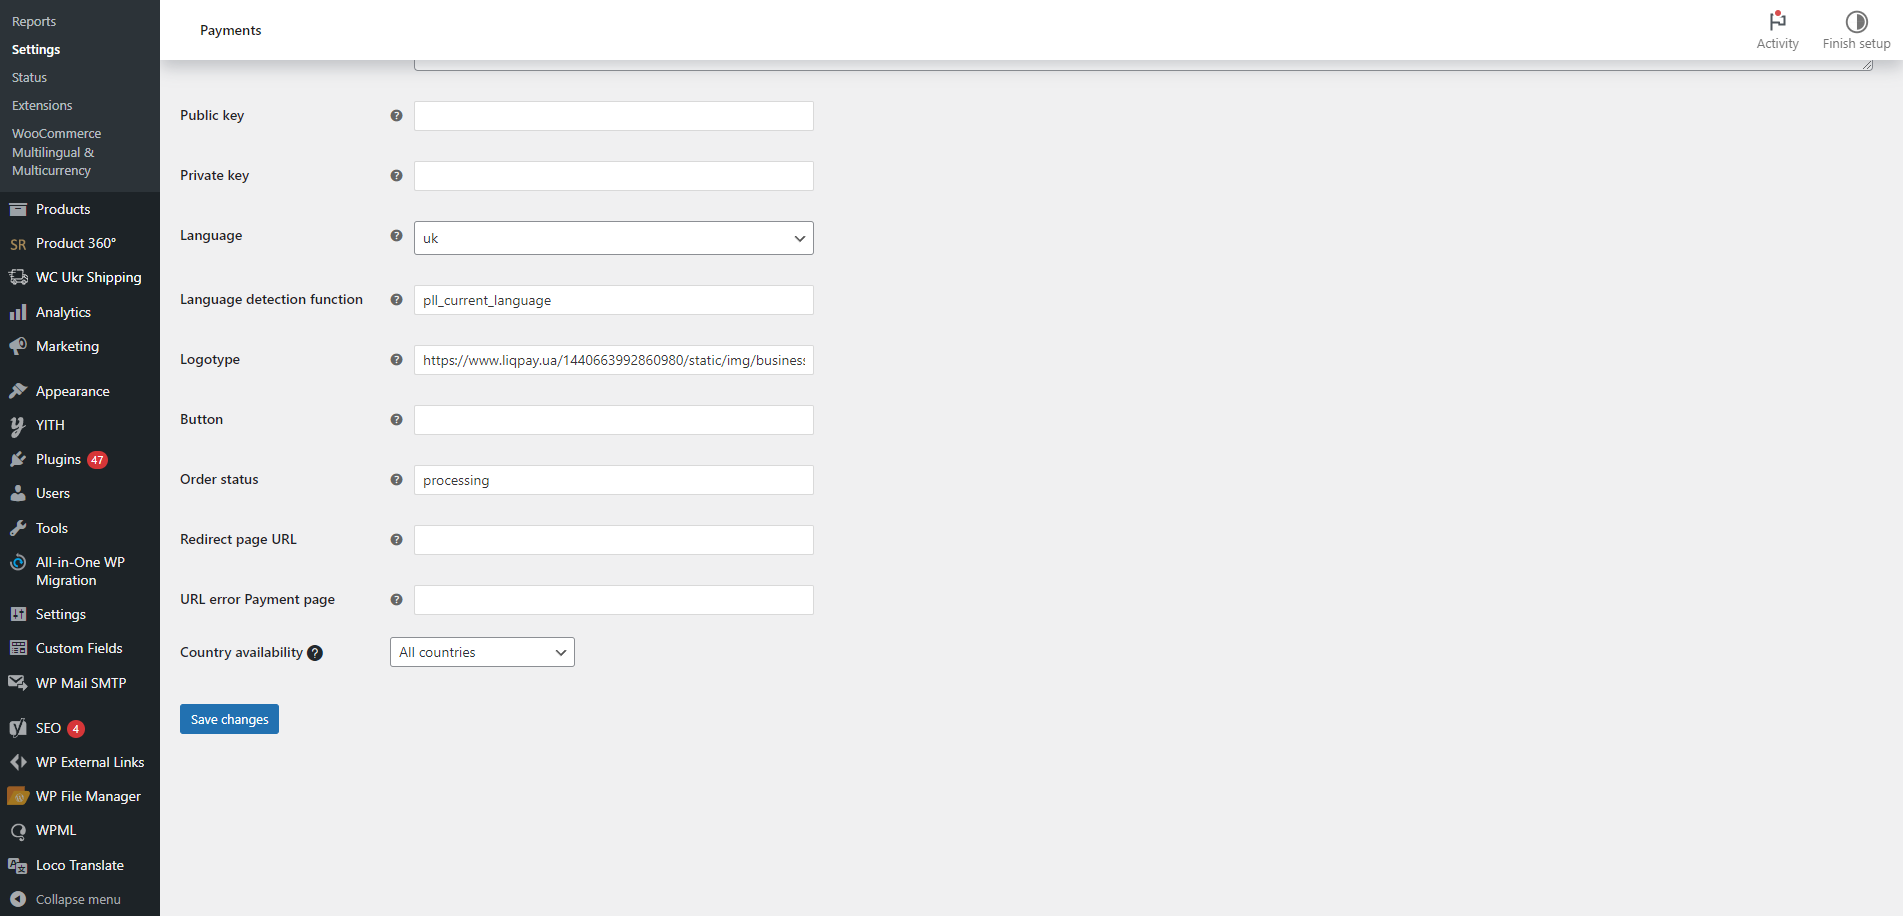 Reports
Settings
Status
Extensions
WooCommerce
Multilingual &
Multicurrency
Products
SR Product 360°
WC Ukr Shipping
Analytics
Marketing
Appearance
YITH
Plugins 47
Users
Tools
All-in-One WP
Migration
Settings
Custom Fields
WP Mail SMTP
SEO 4
WP External Links
WP File Manager
WPML
Loco Translate
Collapse menu
Payments
Activity
Finish setup
Public key
Private key
Language
uk
Language detection function
pll_current_language
Logotype
https://www.liqpay.ua/1440663992860980/static/img/business
Button
Order status
processing
Redirect page URL
URL error Payment page
Country availability
All countries
Save changes